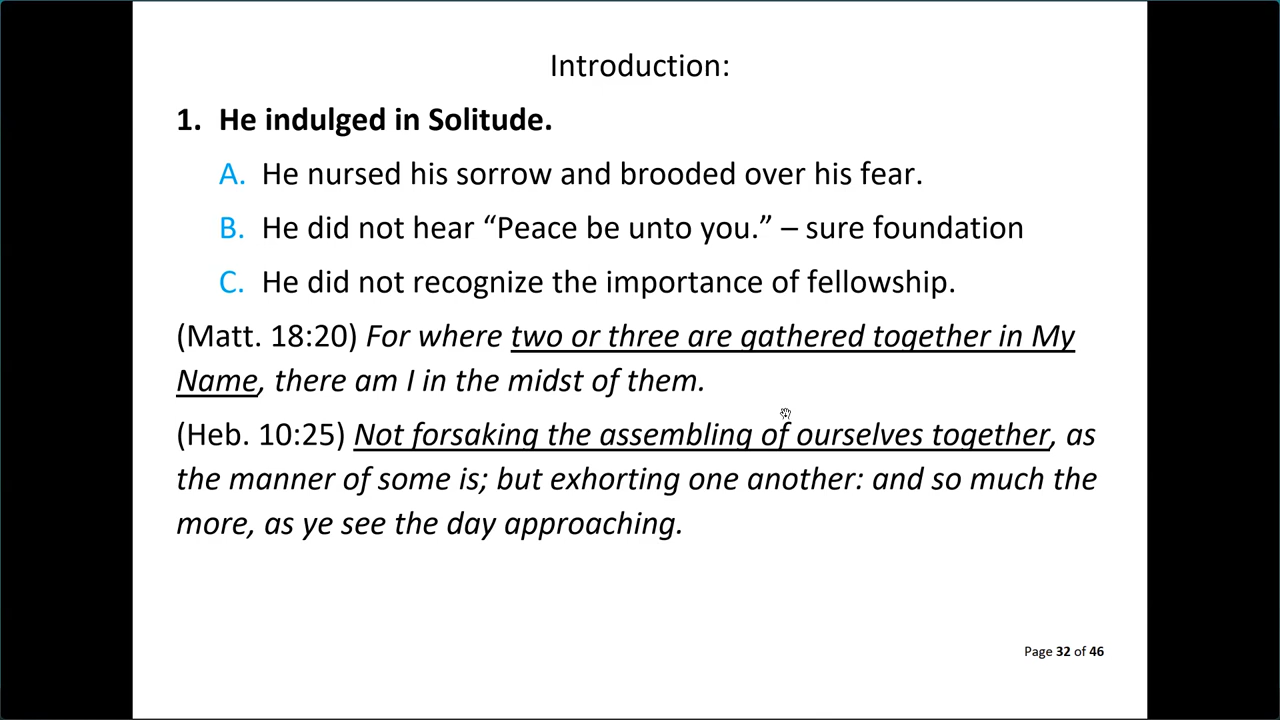 Introduction:
1. He indulged in Solitude.
A. He nursed his sorrow and brooded over his fear.
B. He did not hear “Peace be unto you.” – sure foundation
C. He did not recognize the importance of fellowship.
(Matt. 18:20) For where two or three are gathered together in My
Name, there am I in the midst of them.
(Heb. 10:25) Not forsaking the assembling of ourselves together, as
the manner of some is; but exhorting one another: and so much the
more, as ye see the day approaching.
Page 32 of 46